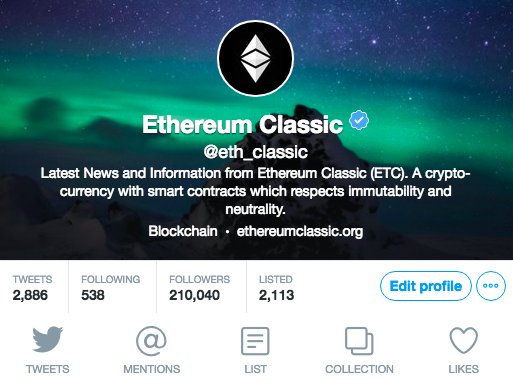 Ethereum Classic
@eth_classic
Latest News and Information from Ethereum Classic (ETC). A crypto-
currency with smart contracts which respects immutability and
neutrality.
Blockchain • ethereumclassic.org
TWEETS FOLLOWING FOLLOWERS LISTED
2,886 538 210,040 2,113
Edit profile
TWEETS MENTIONS LIST COLLECTION LIKES